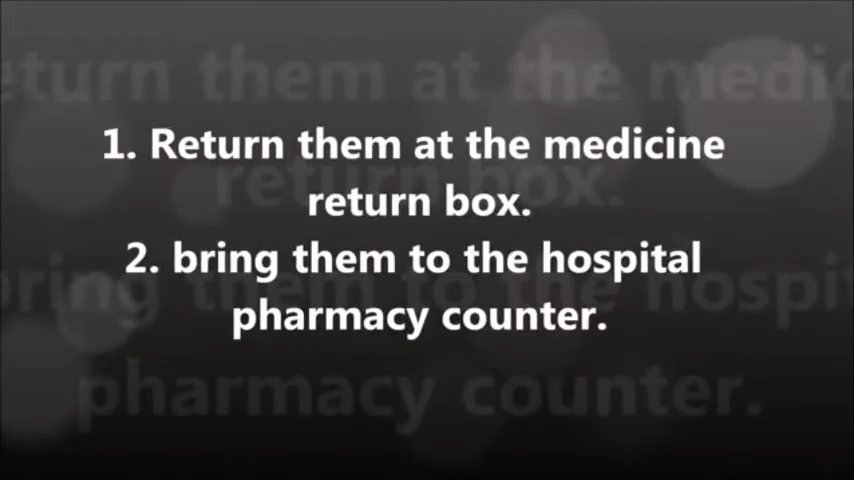 1. Return them at the medicine
return box.
2. bring them to the hospital
pharmacy counter.